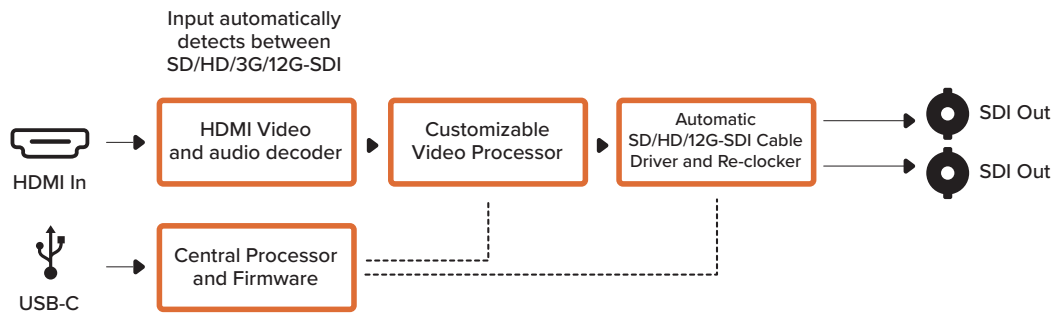 Input automatically
detects between
SD/HD/3G/12G-SDI
HDMI In
HDMI Video
and audio decoder
Customizable
Video Processor
Automatic
SD/HD/12G-SDI Cable
Driver and Re-clocker
SDI Out
SDI Out
USB-C
Central Processor
and Firmware